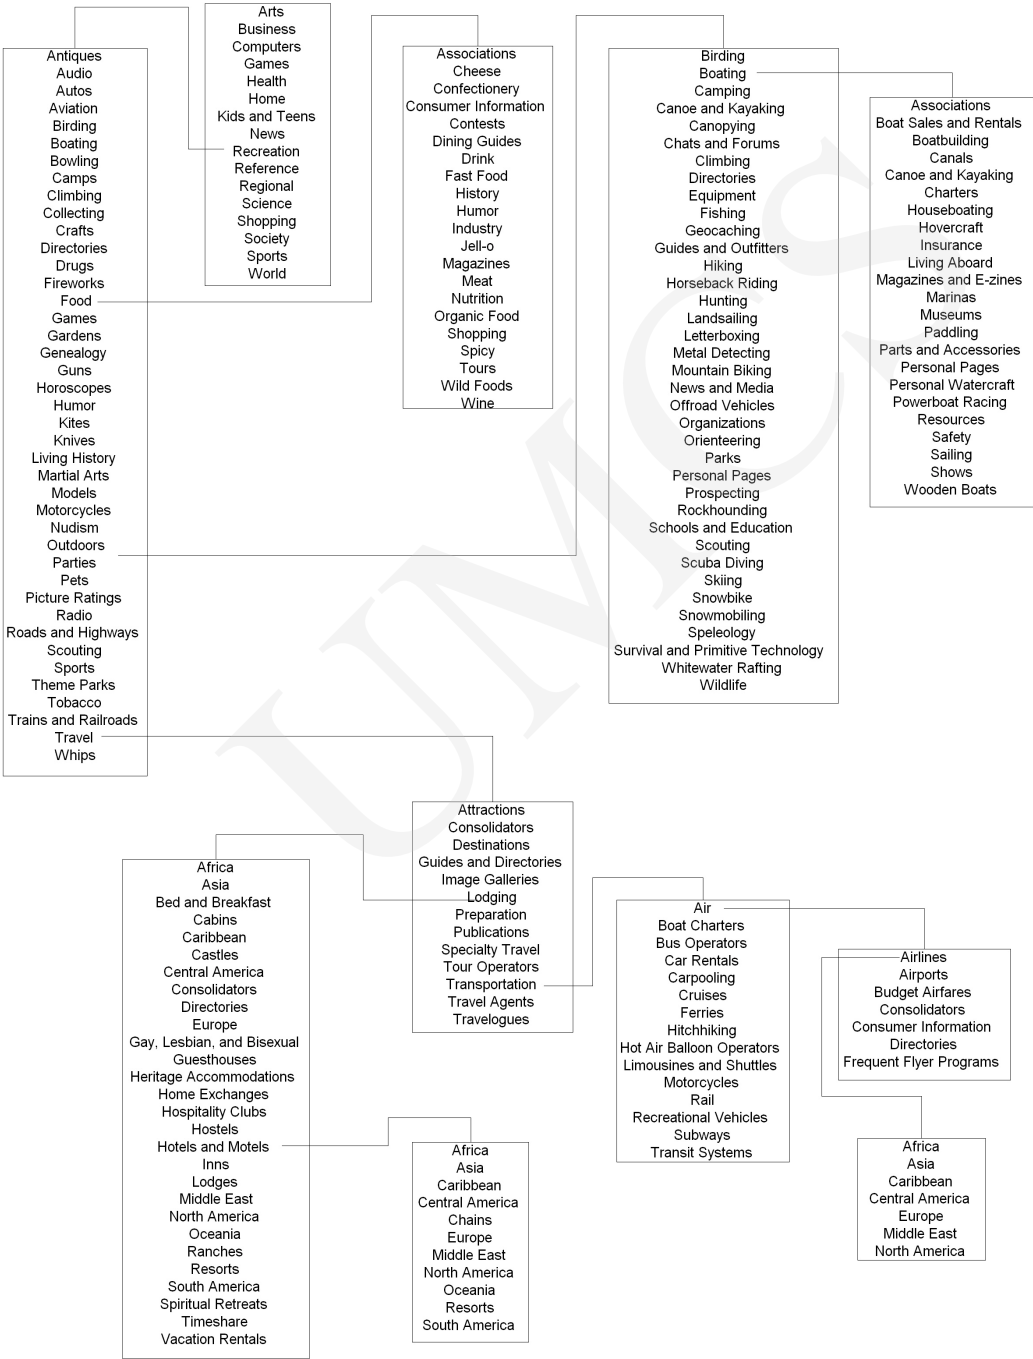 Arts
Business
Computers
Games
Health
Home
Kids and Teens
News
Recreation
Reference
Regional
Science
Shopping
Society
Sports
World
Antiques
Audio
Autos
Aviation
Birding
Boating
Bowling
Camps
Climbing
Collecting
Crafts
Directories
Drugs
Fireworks
Food
Games
Gardens
Genealogy
Guns
Horoscopes
Humor
Kites
Knives
Living History
Martial Arts
Models
Motorcycles
Nudism
Outdoors
Parties
Pets
Picture Ratings
Radio
Roads and Highways
Scouting
Sports
Theme Parks
Tobacco
Trains and Railroads
Travel
Whips
Associations
Cheese
Confectionery
Consumer Information
Contests
Dining Guides
Drink
Fast Food
History
Humor
Industry
Jell-o
Magazines
Meat
Nutrition
Organic Food
Shopping
Spicy
Tours
Wild Foods
Wine
Birding
Boating
Camping
Canoe and Kayaking
Canopying
Chats and Forums
Climbing
Directories
Equipment
Fishing
Geocaching
Guides and Outfitters
Hiking
Horseback Riding
Hunting
Landsailing
Letterboxing
Metal Detecting
Mountain Biking
News and Media
Offroad Vehicles
Organizations
Orienteering
Parks
Personal Pages
Prospecting
Rockhounding
Schools and Education
Scouting
Scuba Diving
Skiing
Snowbike
Snowmobiling
Speleology
Survival and Primitive Technology
Whitewater Rafting
Wildlife
Associations
Boat Sales and Rentals
Boatbuilding
Canals
Canoe and Kayaking
Charters
Houseboating
Hovercraft
Insurance
Living Aboard
Magazines and E-zines
Marinas
Museums
Paddling
Parts and Accessories
Personal Pages
Personal Watercraft
Powerboat Racing
Resources
Safety
Sailing
Shows
Wooden Boats
Attractions
Consolidators
Destinations
Guides and Directories
Image Galleries
Lodging
Preparation
Publications
Specialty Travel
Tour Operators
Transportation
Travel Agents
Travelogues
Africa
Asia
Bed and Breakfast
Cabins
Caribbean
Castles
Central America
Consolidators
Directories
Europe
Gay, Lesbian, and Bisexual
Guesthouses
Heritage Accommodations
Home Exchanges
Hospitality Clubs
Hostels
Hotels and Motels
Inns
Lodges
Middle East
North America
Oceania
Ranches
Resorts
South America
Spiritual Retreats
Timeshare
Vacation Rentals
Africa
Asia
Caribbean
Central America
Chains
Europe
Middle East
North America
Oceania
Resorts
South America
Air
Boat Charters
Bus Operators
Car Rentals
Carpooling
Cruises
Ferries
Hitchhiking
Hot Air Balloon Operators
Limousines and Shuttles
Motorcycles
Rail
Recreational Vehicles
Subways
Transit Systems
Airlines
Airports
Budget Airfares
Consolidators
Consumer Information
Directories
Frequent Flyer Programs
Africa
Asia
Caribbean
Central America
Europe
Middle East
North America
UMCS